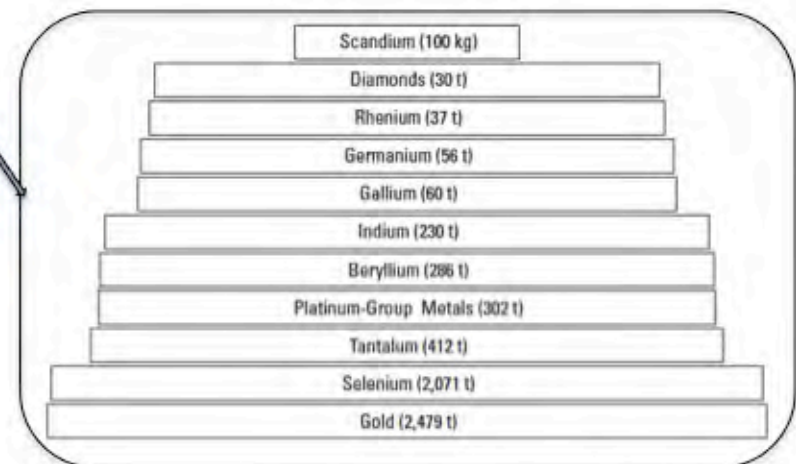 Scandium (100 kg)
Diamonds (30 t)
Rhenium (37 t)
Germanium (56 t)
Gallium (60 t)
Indium (230 t)
Beryllium (286 t)
Platinum-Group Metals (302 t)
Tantalum (412 t)
Selenium (2,071 t)
Gold (2,479 t)